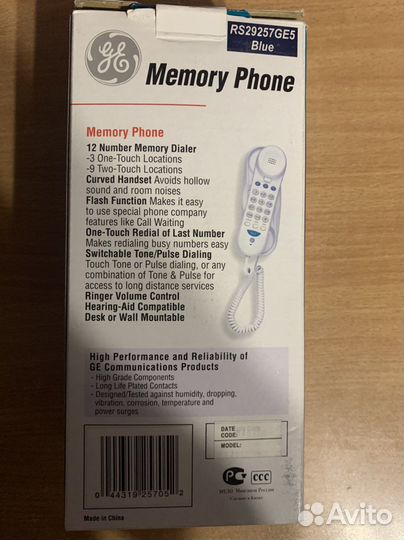 RS29257GE5
Blue
GE
Memory Phone
Memory Phone
12 Number Memory Dialer
-3 One-Touch Locations
-9 Two-Touch Locations
Curved Handset Avoids hollow
sound and room noises
Flash Function Makes it easy
to use special phone company
features like Call Waiting
One-Touch Redial of Last Number
Makes redialing busy numbers easy
Switchable Tone/Pulse Dialing
Touch Tone or Pulse dialing, or any
combination of Tone & Pulse for
access to long distance services
Ringer Volume Control
Hearing-Aid Compatible
Desk or Wall Mountable
High Performance and Reliability of
GE Communications Products
- High Grade Components
- Long Life Plated Contacts
- Designed/Tested against humidity, dropping,
vibration, corrosion, temperature and
power surges
DATE
CODE:
MODEL:
0 44319 25705 2
ССС
Сделано в Китае
Made in China
Avito